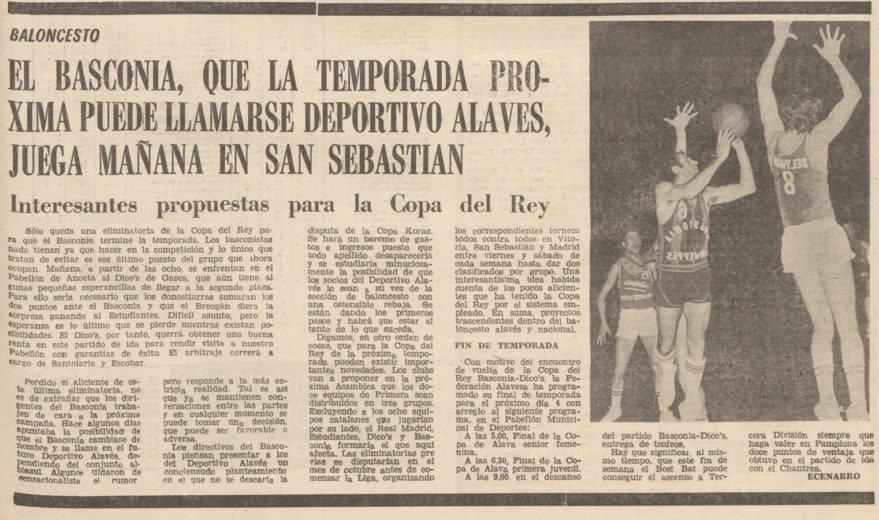 BALONCESTO
EL BASCONIA, QUE LA TEMPORADA PRO-
XIMA PUEDE LLAMARSE DEPORTIVO ALAVES,
JUEGA MAÑANA EN SAN SEBASTIAN
Interesantes propuestas para la Copa del Rey
Sólo queda una eliminatoria de la Copa del Rey pa-
ra que el Basconia termine la temporada. Los basconistas
nada tienen ya que hacer en la competición y lo único que
tratan de evitar es ese último puesto del grupo que ahora
ocupan. Mañana, a partir de las ocho, se enfrentan en el
Pabellón de Anoeta al Dico's de Gasca, que aún tiene al-
gunas pequeñas esperancillas de llegar a la segunda plaza.
Para ello sería necesario que los donostiarras sumaran los
dos puntos ante el Basconia y que el Breogán diera la
sorpresa ganando al Estudiantes. Difícil asunto; pero la
esperanza es lo último que se pierde mientras existan po-
sibilidades. El Dico's, por tanto, querrá obtener una buena
renta en este partido de ida para rendir visita a nuestro
Pabellón con garantías de éxito. El arbitraje correrá a
cargo de Santolaria y Escobar.
Perdido el aliciente de es-
ta última eliminatoria, no
es de extrañar que los diri-
gentes del Basconia traba-
jen de cara a la próxima
campaña. Hace algunos días
apuntaba la posibilidad de
que el Basconia cambiase de
nombre y se llame en el fu-
turo Deportivo Alavés, de-
pendiendo del conjunto al-
biazul. Algunos tildaron de
sensacionalista el rumor
pero responde a la más es-
tricta realidad. Tal es así
que ya se mantienen con-
versaciones entre las partes
y en cualquier momento se
puede tomar una decisión,
que puede ser favorable o
adversa.
Los directivos del Basco-
nia piensan presentar a los
del Deportivo Alavés un
concienzudo planteamiento
en el que no se descarta la
disputa de la Copa Korac.
Se hará un baremo de gas-
tos e ingresos puesto que
todo apellido desaparecería
y se estudiaría minuciosa-
mente la posibilidad de que
los socios del Deportivo Ala-
vés lo sean a su vez de la
sección de baloncesto con
una ostensible rebaja. Se
están dando los primeros
pasos y habrá que estar al
tanto de lo que suceda.
Digamos, en otro orden de
cosas, que para la Copa del
Rey de la próxima tempo-
rada pueden existir impor-
tantes novedades. Los clubs
van a proponer en la pró-
xima Asamblea que los do-
ce equipos de Primera sean
distribuidos en tres grupos.
Excluyendo a los ocho equi-
pos catalanes que jugarían
por su lado, el Real Madrid,
Estudiantes, Dico's y Bas-
conia, formaría el que aquí
afecta. Las eliminatorias pre
vias se disputarían en el
mes de octubre antes de co-
menzar la Liga, organizando
los correspondientes torneos
todos contra todos en Vito-
ria, San Sebastián y Madrid
entre viernes y sábado de
cada semana hasta dar dos
clasificados por grupo. Una
interesantísima idea habida
cuenta de los pocos alicien-
tes que ha tenido la Copa
del Rey por el sistema em-
pleado. En suma, proyectos
trascendentes dentro del ba-
loncesto alavés y nacional.
FIN DE TEMPORADA
Con motivo del encuentro
de vuelta de la Copa del
Rey Basconia-Dico's, la Fe-
deración Alavesa, ha progra-
mado su final de temporada
para el próximo día 4 con
arreglo al siguiente progra-
ma, en el Pabellón Munici-
pal de Deportes:
A las 5,00, Final de la Co-
pa de Alava senior feme-
nina.
A las 6,30, Final de la Co-
pa de Alava primera juvenil.
A las 9,00. en el descanso
del partido Basconia-Dico's,
entrega de trofeos.
Hay que significar, al mis-
mo tiempo, que este fin de
semana el Bost Bat puede
conseguir el ascenso a Ter-
cera División siempre que
haga valer en Pamplona los
doce puntos de ventaja que
obtuvo en el partido de ida
con el Chantrea.
ECENARRO
BELTRAN
8